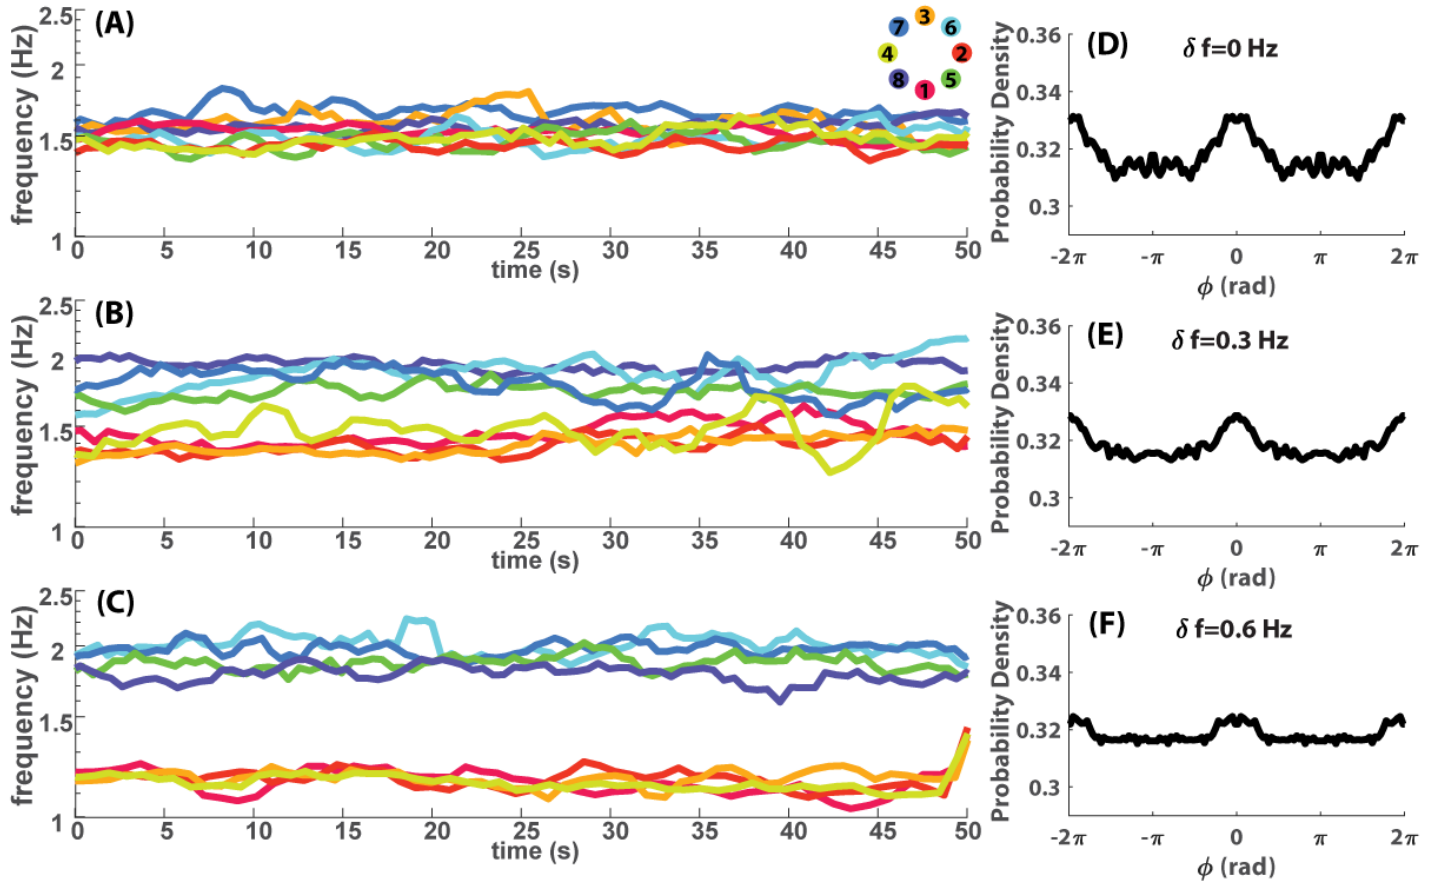 (A)
frequency (Hz)
2.5
2
1.5
1
0 5 10 15 20 25 30 35 40 45 50
time (s)
3
7 6
4 2
8 5
1
(D)
δ f=0 Hz
Probability Density
0.36
0.34
0.32
0.3
-2π -π 0 π 2π
ϕ (rad)
(B)
frequency (Hz)
2.5
2
1.5
1
0 5 10 15 20 25 30 35 40 45 50
time (s)
(E)
δ f=0.3 Hz
Probability Density
0.36
0.34
0.32
0.3
-2π -π 0 π 2π
ϕ (rad)
(C)
frequency (Hz)
2.5
2
1.5
1
0 5 10 15 20 25 30 35 40 45 50
time (s)
(F)
δ f=0.6 Hz
Probability Density
0.36
0.34
0.32
0.3
-2π -π 0 π 2π
ϕ (rad)